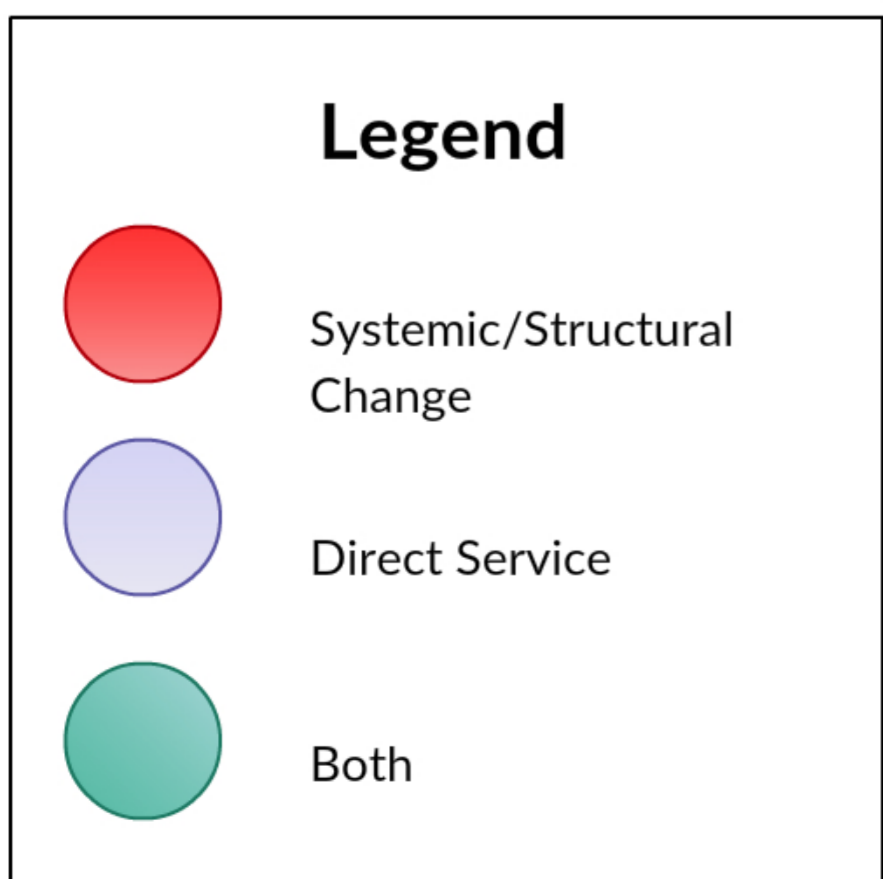 Legend
Systemic/Structural
Change
Direct Service
Both